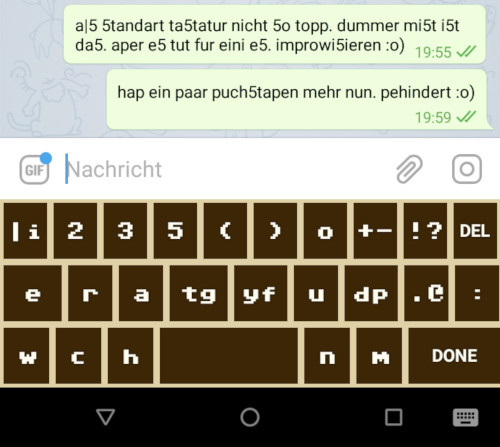 a|5 5tandart ta5tatur nicht 5o topp. dummer mi5t i5t
da5. aper e5 tut fur eini e5. improwi5ieren :o)
19:55
hap ein paar puch5tapen mehr nun. pehindert :o)
19:59
GIF Nachricht
| i 2 3 5 ( ) o +- !? DEL
e r a tg yf u dp .@ :
w c h n m DONE